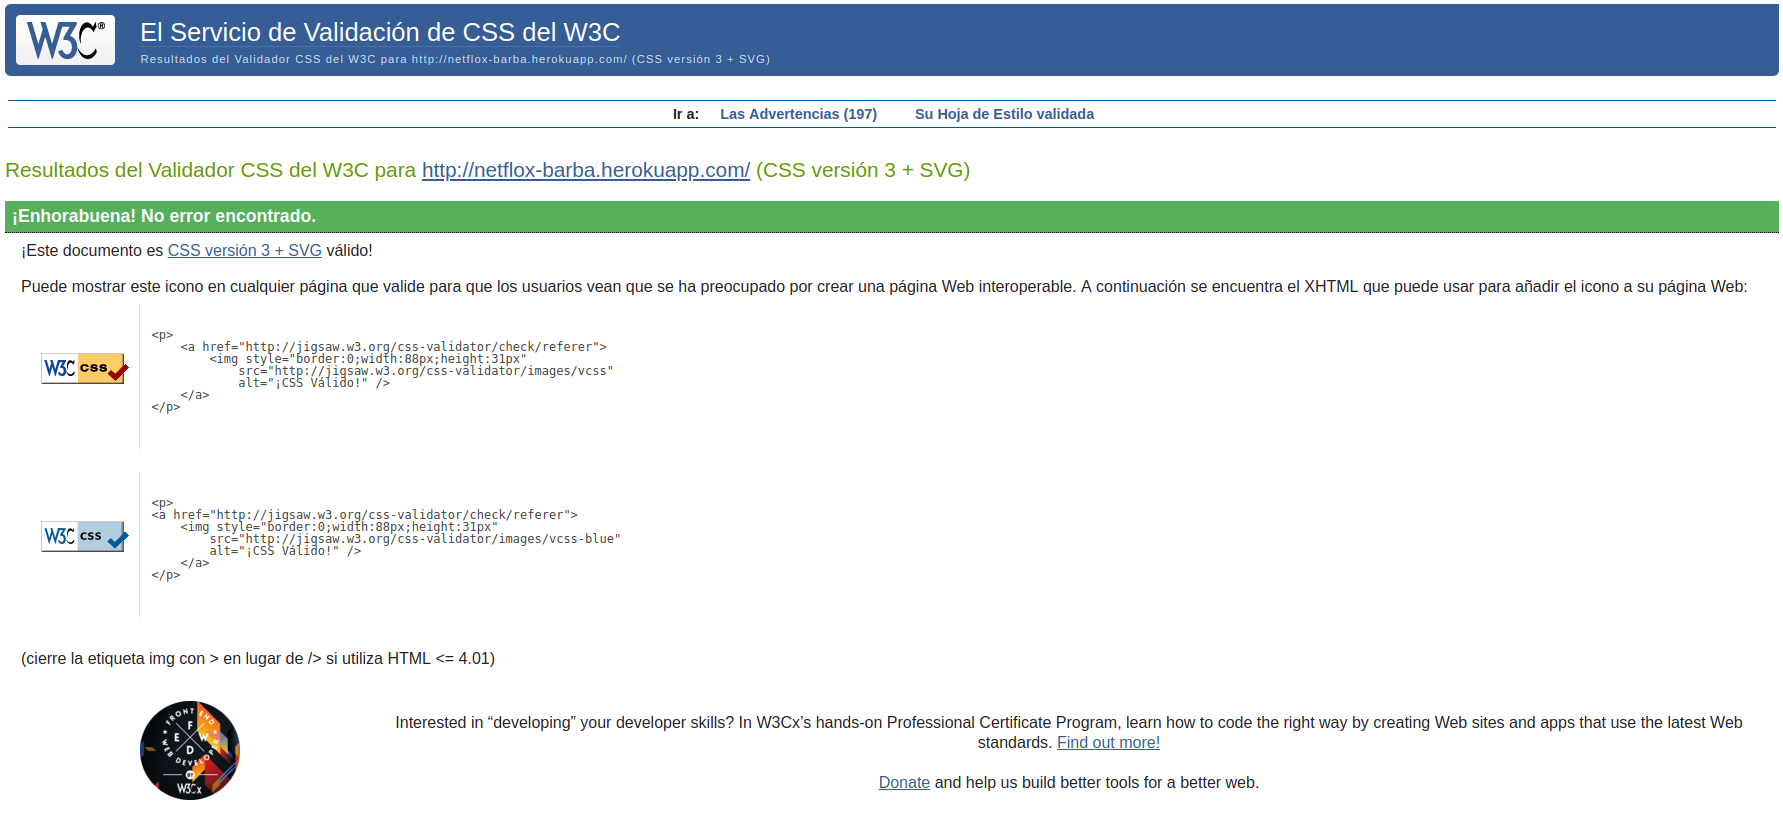 W3C®
El Servicio de Validación de CSS del W3C
Resultados del Validador CSS del W3C para http://netflox-barba.herokuapp.com/ (CSS versión 3 + SVG)
Ir a: Las Advertencias (197) Su Hoja de Estilo validada
Resultados del Validador CSS del W3C para http://netflox-barba.herokuapp.com/ (CSS versión 3 + SVG)
¡Enhorabuena! No error encontrado.
¡Este documento es CSS versión 3 + SVG válido!
Puede mostrar este icono en cualquier página que valide para que los usuarios vean que se ha preocupado por crear una página Web interoperable. A continuación se encuentra el XHTML que puede usar para añadir el icono a su página Web:
W3C CSS
<p>
<a href="http://jigsaw.w3.org/css-validator/check/referer">
<img style="border:0;width:88px;height:31px"
src="http://jigsaw.w3.org/css-validator/images/vcss"
alt="¡CSS Válido!" />
</a>
</p>
W3C CSS
<p>
<a href="http://jigsaw.w3.org/css-validator/check/referer">
<img style="border:0;width:88px;height:31px"
src="http://jigsaw.w3.org/css-validator/images/vcss-blue"
alt="¡CSS Válido!" />
</a>
</p>
(cierre la etiqueta img con > en lugar de /> si utiliza HTML <= 4.01)
FRONT END
F E W D
WEB DEVELOPER
BY
W3Cx
Interested in “developing” your developer skills? In W3Cx’s hands-on Professional Certificate Program, learn how to code the right way by creating Web sites and apps that use the latest Web
standards. Find out more!
Donate and help us build better tools for a better web.